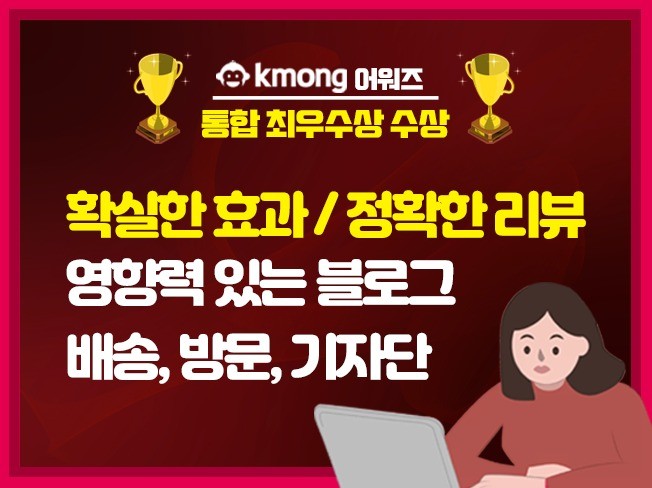 kmong 어워즈
통합 최우수상 수상
확실한 효과 / 정확한 리뷰
영향력 있는 블로그
배송, 방문, 기자단